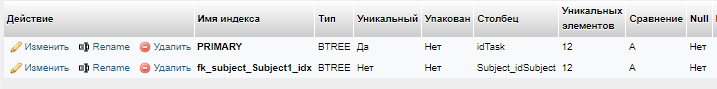 Действие Имя индекса Тип Уникальный Упакован Столбец Уникальных элементов Сравнение Null
Изменить Rename Удалить PRIMARY BTREE Да Нет idTask 12 A Нет
Изменить Rename Удалить fk_subject_Subject1_idx BTREE Нет Нет Subject_idSubject 12 A Нет